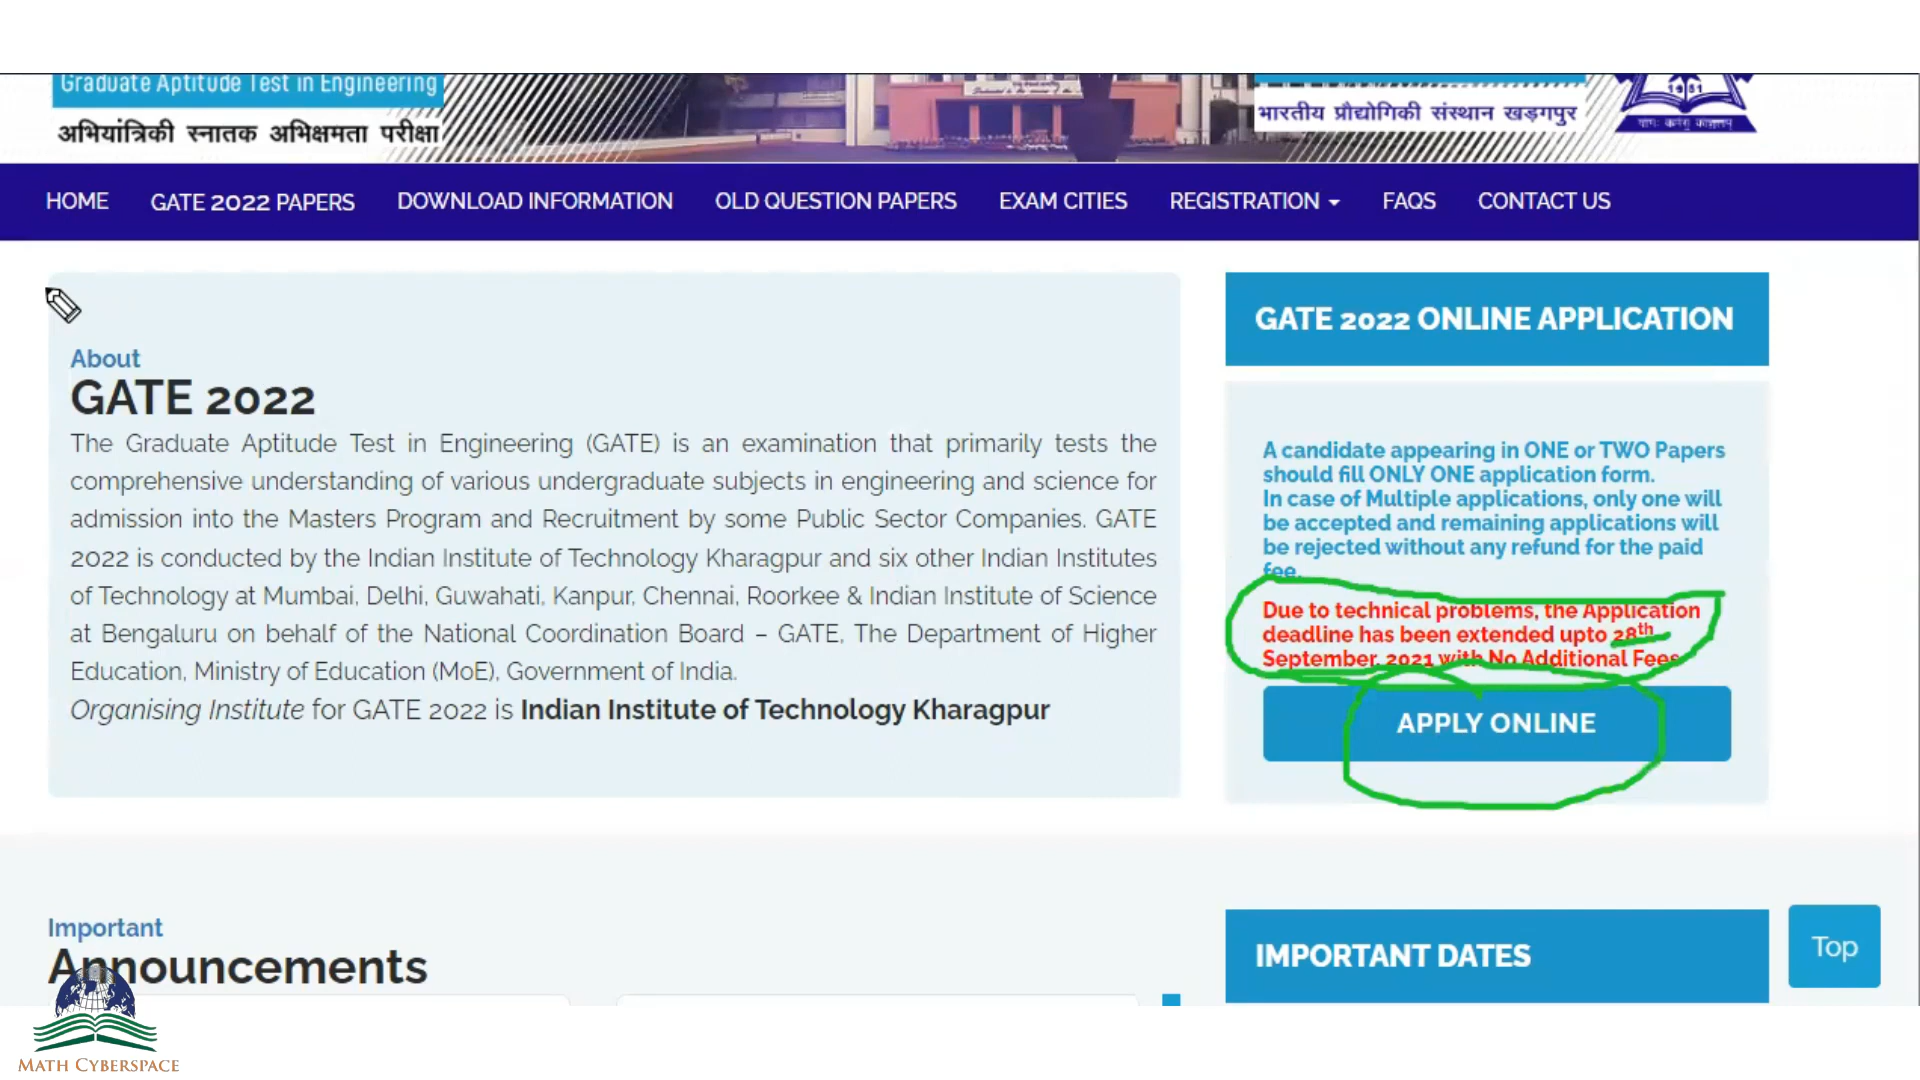 Graduate Aptitude Test in Engineering
अभियांत्रिकी स्नातक अभिक्षमता परीक्षा
भारतीय प्रौद्योगिकी संस्थान खड़गपुर
1951
HOME GATE 2022 PAPERS DOWNLOAD INFORMATION OLD QUESTION PAPERS EXAM CITIES REGISTRATION FAQS CONTACT US
About
GATE 2022
The Graduate Aptitude Test in Engineering (GATE) is an examination that primarily tests the
comprehensive understanding of various undergraduate subjects in engineering and science for
admission into the Masters Program and Recruitment by some Public Sector Companies. GATE
2022 is conducted by the Indian Institute of Technology Kharagpur and six other Indian Institutes
of Technology at Mumbai, Delhi, Guwahati, Kanpur, Chennai, Roorkee & Indian Institute of Science
at Bengaluru on behalf of the National Coordination Board – GATE, The Department of Higher
Education, Ministry of Education (MoE), Government of India.
Organising Institute for GATE 2022 is Indian Institute of Technology Kharagpur
GATE 2022 ONLINE APPLICATION
A candidate appearing in ONE or TWO Papers
should fill ONLY ONE application form.
In case of Multiple applications, only one will
be accepted and remaining applications will
be rejected without any refund for the paid
fee.
Due to technical problems, the Application
deadline has been extended upto 28th
September, 2021 with No Additional Fees
APPLY ONLINE
Important
Announcements
IMPORTANT DATES
Top
MATH CYBERSPACE